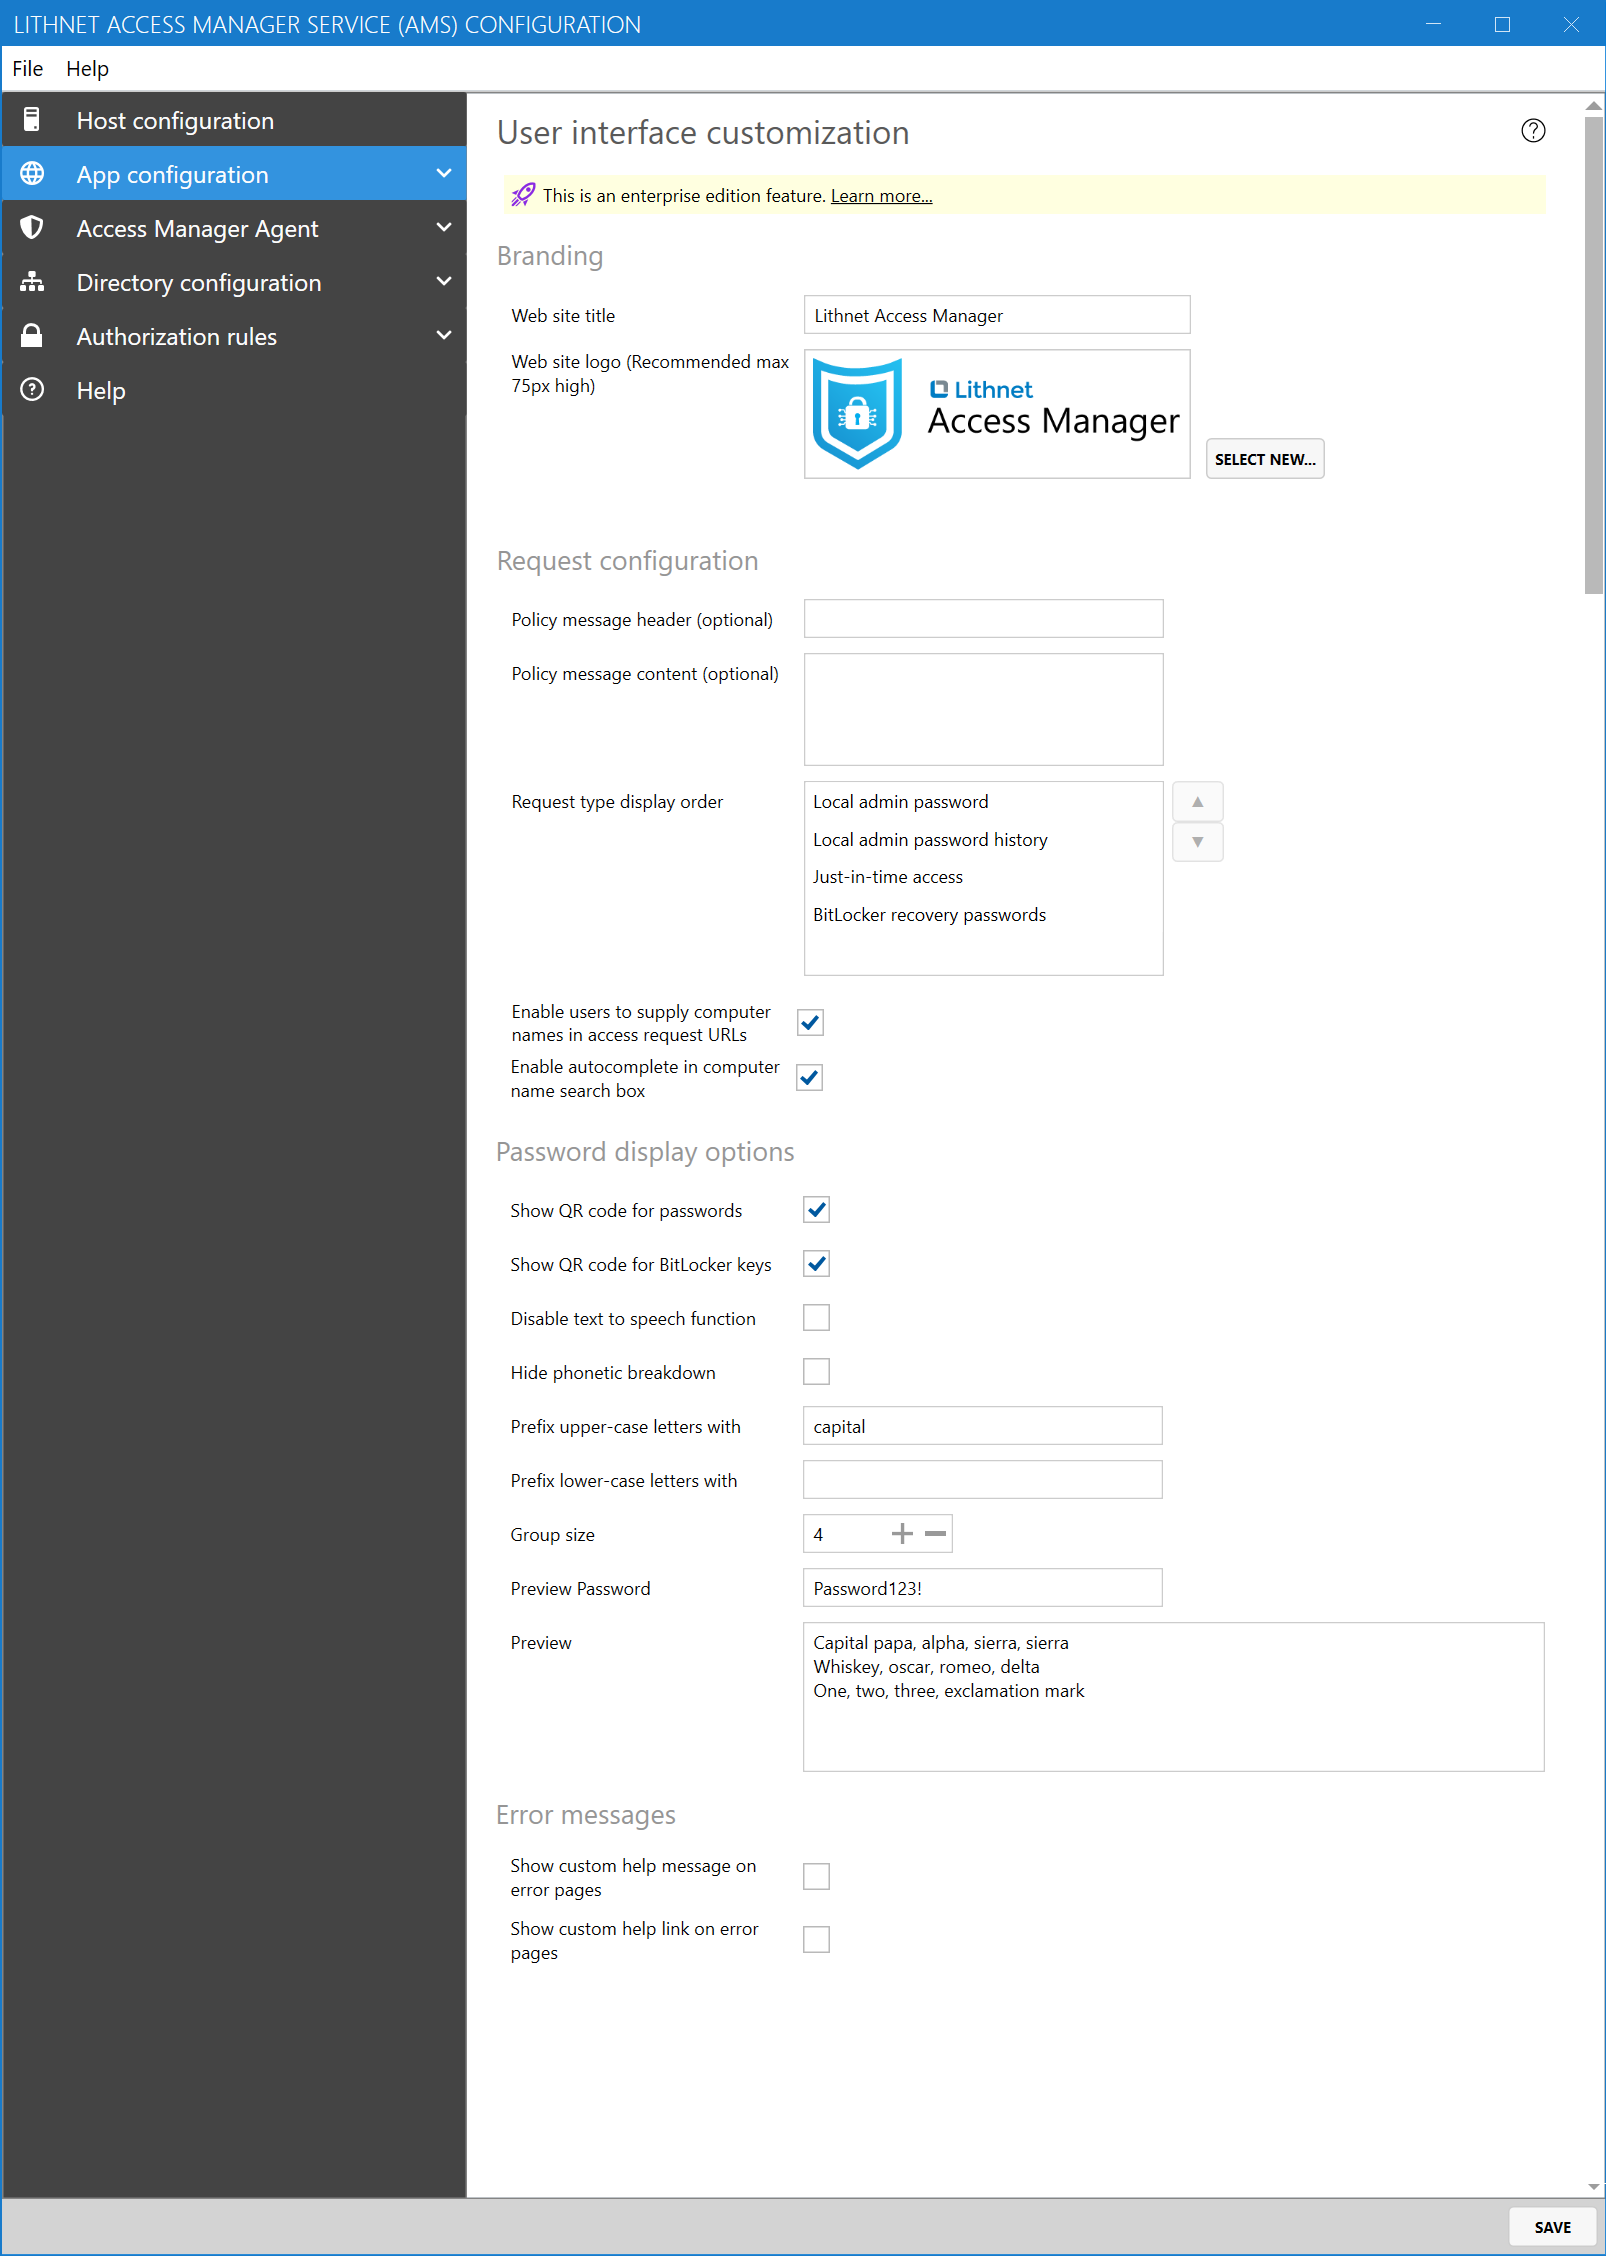 LITHNET ACCESS MANAGER SERVICE (AMS) CONFIGURATION
File Help
Host configuration
App configuration
Access Manager Agent
Directory configuration
Authorization rules
Help
User interface customization
This is an enterprise edition feature. Learn more...
Branding
Web site title
Lithnet Access Manager
Web site logo (Recommended max
75px high)
Lithnet
Access Manager
SELECT NEW...
Request configuration
Policy message header (optional)
Policy message content (optional)
Request type display order
Local admin password
Local admin password history
Just-in-time access
BitLocker recovery passwords
Enable users to supply computer
names in access request URLs
Enable autocomplete in computer
name search box
Password display options
Show QR code for passwords
Show QR code for BitLocker keys
Disable text to speech function
Hide phonetic breakdown
Prefix upper-case letters with
capital
Prefix lower-case letters with
Group size
4
Preview Password
Password123!
Preview
Capital papa, alpha, sierra, sierra
Whiskey, oscar, romeo, delta
One, two, three, exclamation mark
Error messages
Show custom help message on
error pages
Show custom help link on error
pages
SAVE